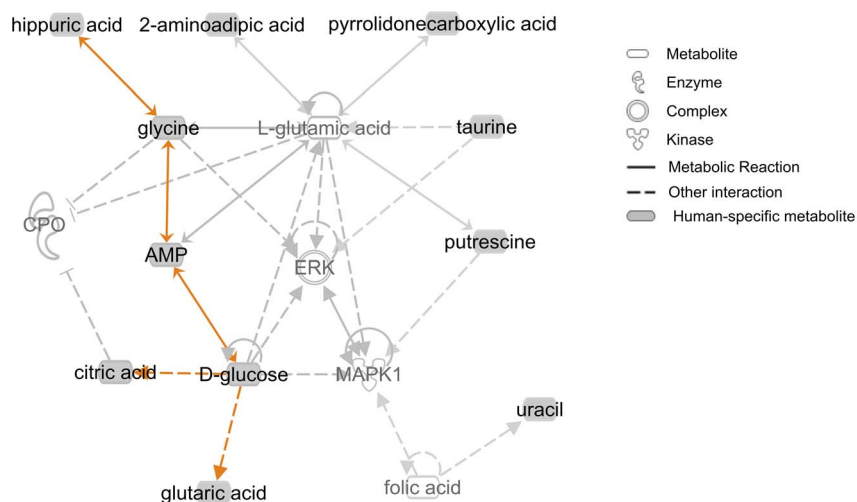 hippuric acid
2-aminoadipic acid
pyrrolidonecarboxylic acid
Metabolite
Enzyme
Complex
Kinase
Metabolic Reaction
Other interaction
Human-specific metabolite
glycine
L-glutamic acid
taurine
CPO
AMP
ERK
putrescine
citric acid
D-glucose
MAPK1
uracil
glutaric acid
folic acid